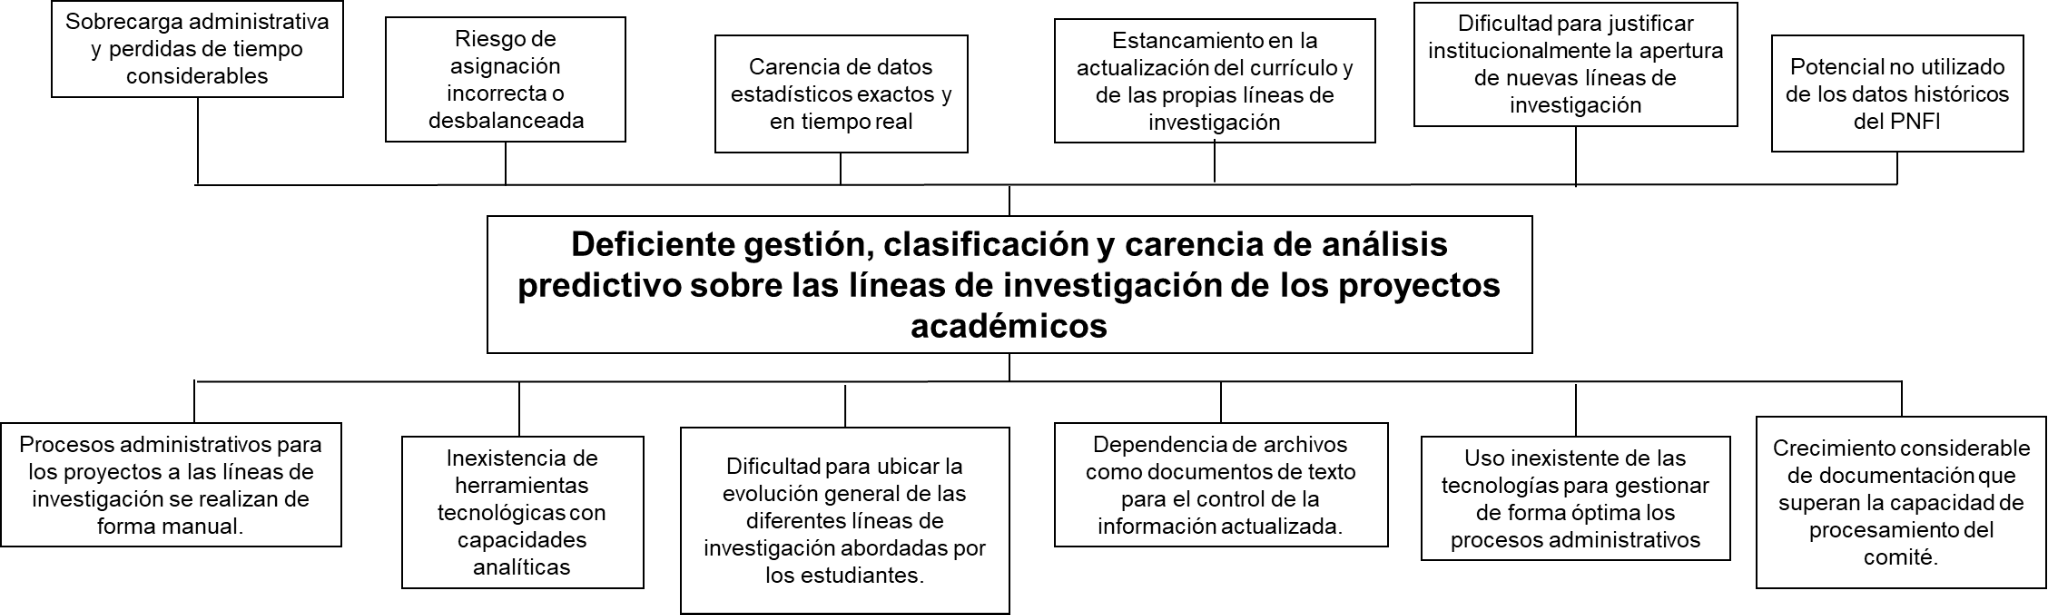 Sobrecarga administrativa
y perdidas de tiempo
considerables
Riesgo de
asignación
incorrecta o
desbalanceada
Carencia de datos
estadísticos exactos y
en tiempo real
Estancamiento en la
actualización del currículo y
de las propias líneas de
investigación
Dificultad para justificar
institucionalmente la apertura
de nuevas líneas de
investigación
Potencial no utilizado
de los datos históricos
del PNFI
Deficiente gestión, clasificación y carencia de análisis
predictivo sobre las líneas de investigación de los proyectos
académicos
Procesos administrativos para
los proyectos a las líneas de
investigación se realizan de
forma manual.
Inexistencia de
herramientas
tecnológicas con
capacidades
analíticas
Dificultad para ubicar la
evolución general de las
diferentes líneas de
investigación abordadas por
los estudiantes.
Dependencia de archivos
como documentos de texto
para el control de la
información actualizada.
Uso inexistente de las
tecnologías para gestionar
de forma óptima los
procesos administrativos
Crecimiento considerable
de documentación que
superan la capacidad de
procesamiento del
comité.